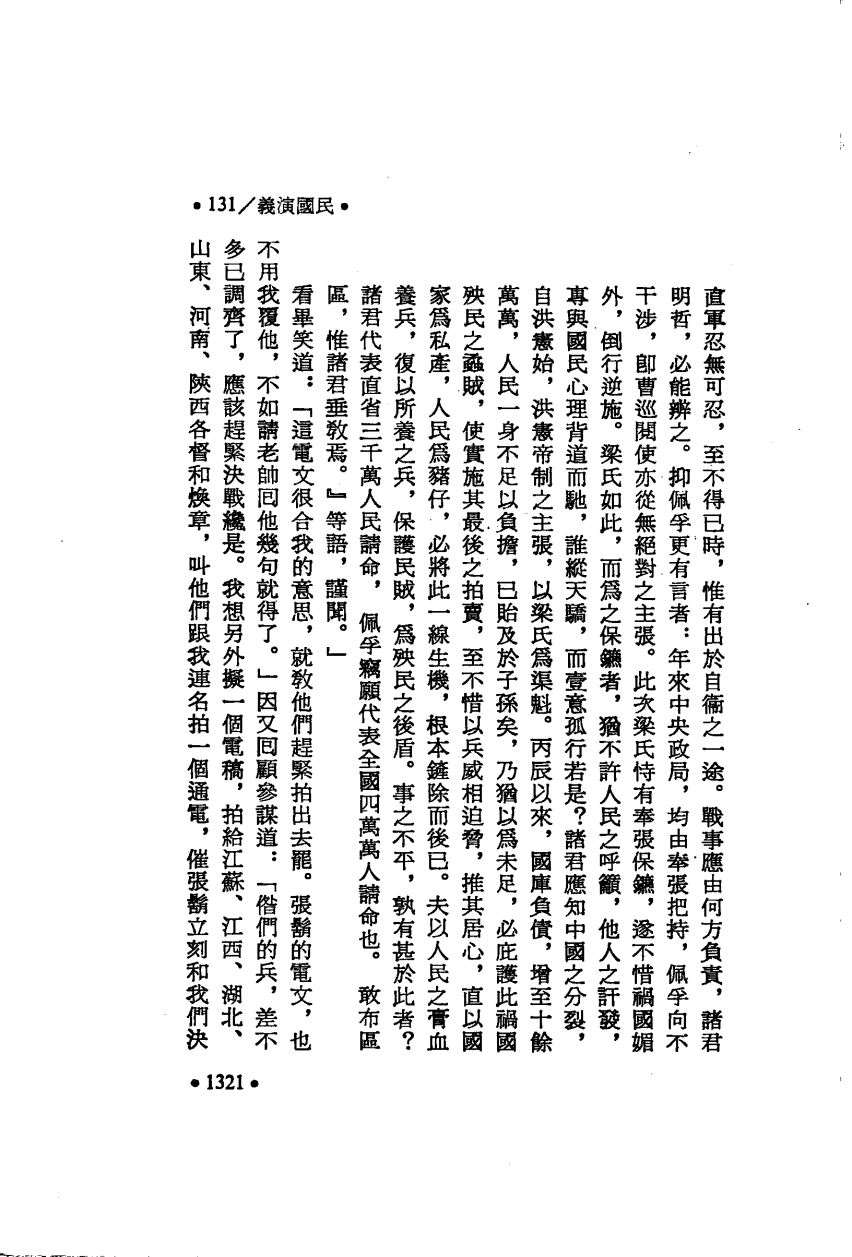 •131/義演國民•
直軍忍無可忍，至不得已時，惟有出於自衞之一途。戰事應由何方負責，諸君
明哲，必能辨之。抑佩孚更有言者：年來中央政局，均由奉張把持，佩孚向不
干涉，卽曹巡閱使亦從無絕對之主張。此次梁氏恃有奉張保鑣，遂不惜禍國媚
外，倒行逆施。梁氏如此，而爲之保鑣者，猶不許人民之呼籲，他人之訐發，
專與國民心理背道而馳，誰縱天驕，而壹意孤行若是？諸君應知中國之分裂，
自洪憲始，洪憲帝制之主張，以梁氏爲渠魁。丙辰以來，國庫負債，增至十餘
萬萬，人民一身不足以負擔，已貽及於子孫矣，乃猶以爲未足，必庇護此禍國
殃民之蟊賊，使實施其最後之拍賣，至不惜以兵威相迫脅，推其居心，直以國
家爲私產，人民爲豬仔，必將此一線生機，根本鏟除而後已。夫以人民之膏血
養兵，復以所養之兵，保護民賊，爲殃民之後盾。事之不平，孰有甚於此者？
諸君代表直省三千萬人民請命，佩孚竊願代表全國四萬萬人請命也。敢布區
區，惟諸君垂敎焉。』等語，謹聞。」
看畢笑道：「這電文很合我的意思，就敎他們趕緊拍出去罷。張鬍的電文，也
不用我覆他，不如請老帥回他幾句就得了。」因又囘顧參謀道：「偺們的兵，差不
多已調齊了，應該趕緊決戰纔是。我想另外擬一個電稿，拍給江蘇、江西、湖北、
山東、河南、陝西各督和煥章，叫他們跟我連名拍一個通電，催張鬍立刻和我們決
•1321•